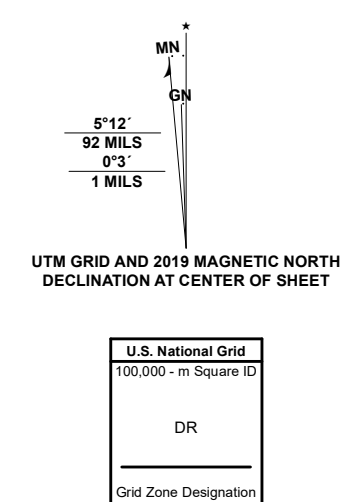 ★
MN
GN
5°12´
92 MILS
0°3´
1 MILS
UTM GRID AND 2019 MAGNETIC NORTH
DECLINATION AT CENTER OF SHEET
U.S. National Grid
100,000 - m Square ID
DR
Grid Zone Designation